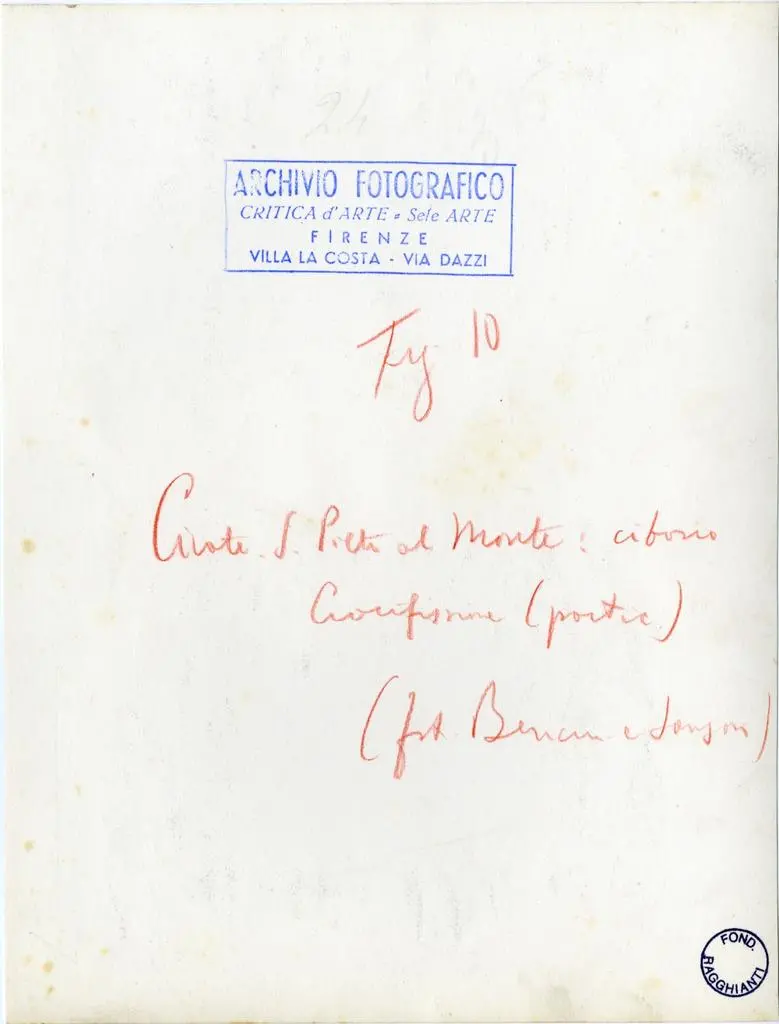 24
ARCHIVIO FOTOGRAFICO
CRITICA d'ARTE - Sele ARTE
FIRENZE
VILLA LA COSTA - VIA DAZZI
Fig 10
Civate. S. Pietro al Monte: ciborio
Crocifissione (partic.)
(fot. Bencini e Sansoni)
FOND. RAGGHIANTI